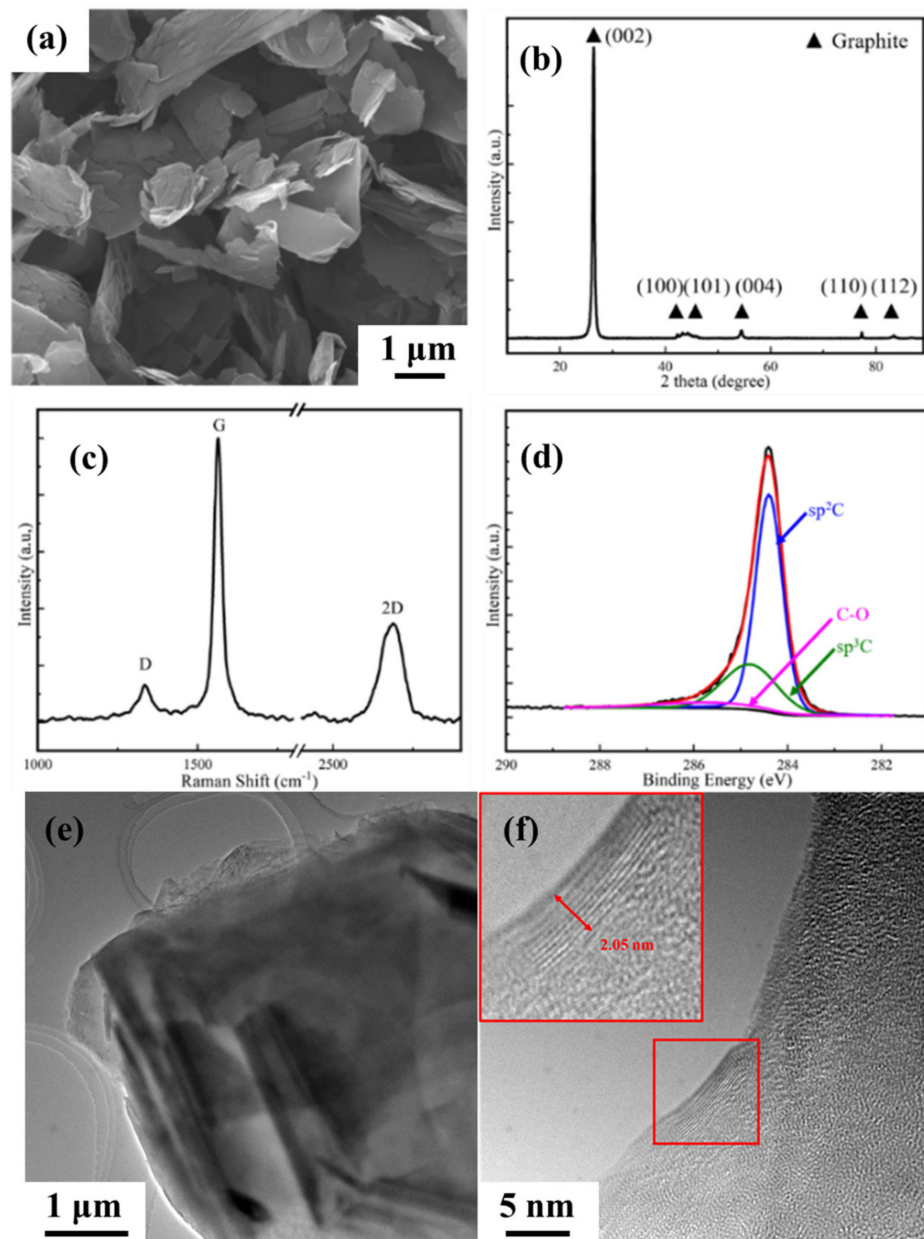 (a)
1 μm
(b)
▲ (002)
▲ Graphite
(100)(101) (004) (110) (112)
Intensity (a.u.)
20 40 60 80
2 theta (degree)
(c)
G
D
2D
Intensity (a.u.)
1000 1500 2500
Raman Shift (cm⁻¹)
(d)
sp²C
C-O
sp³C
Intensity (a.u.)
290 288 286 284 282
Binding Energy (eV)
(e)
1 μm
(f)
2.05 nm
5 nm